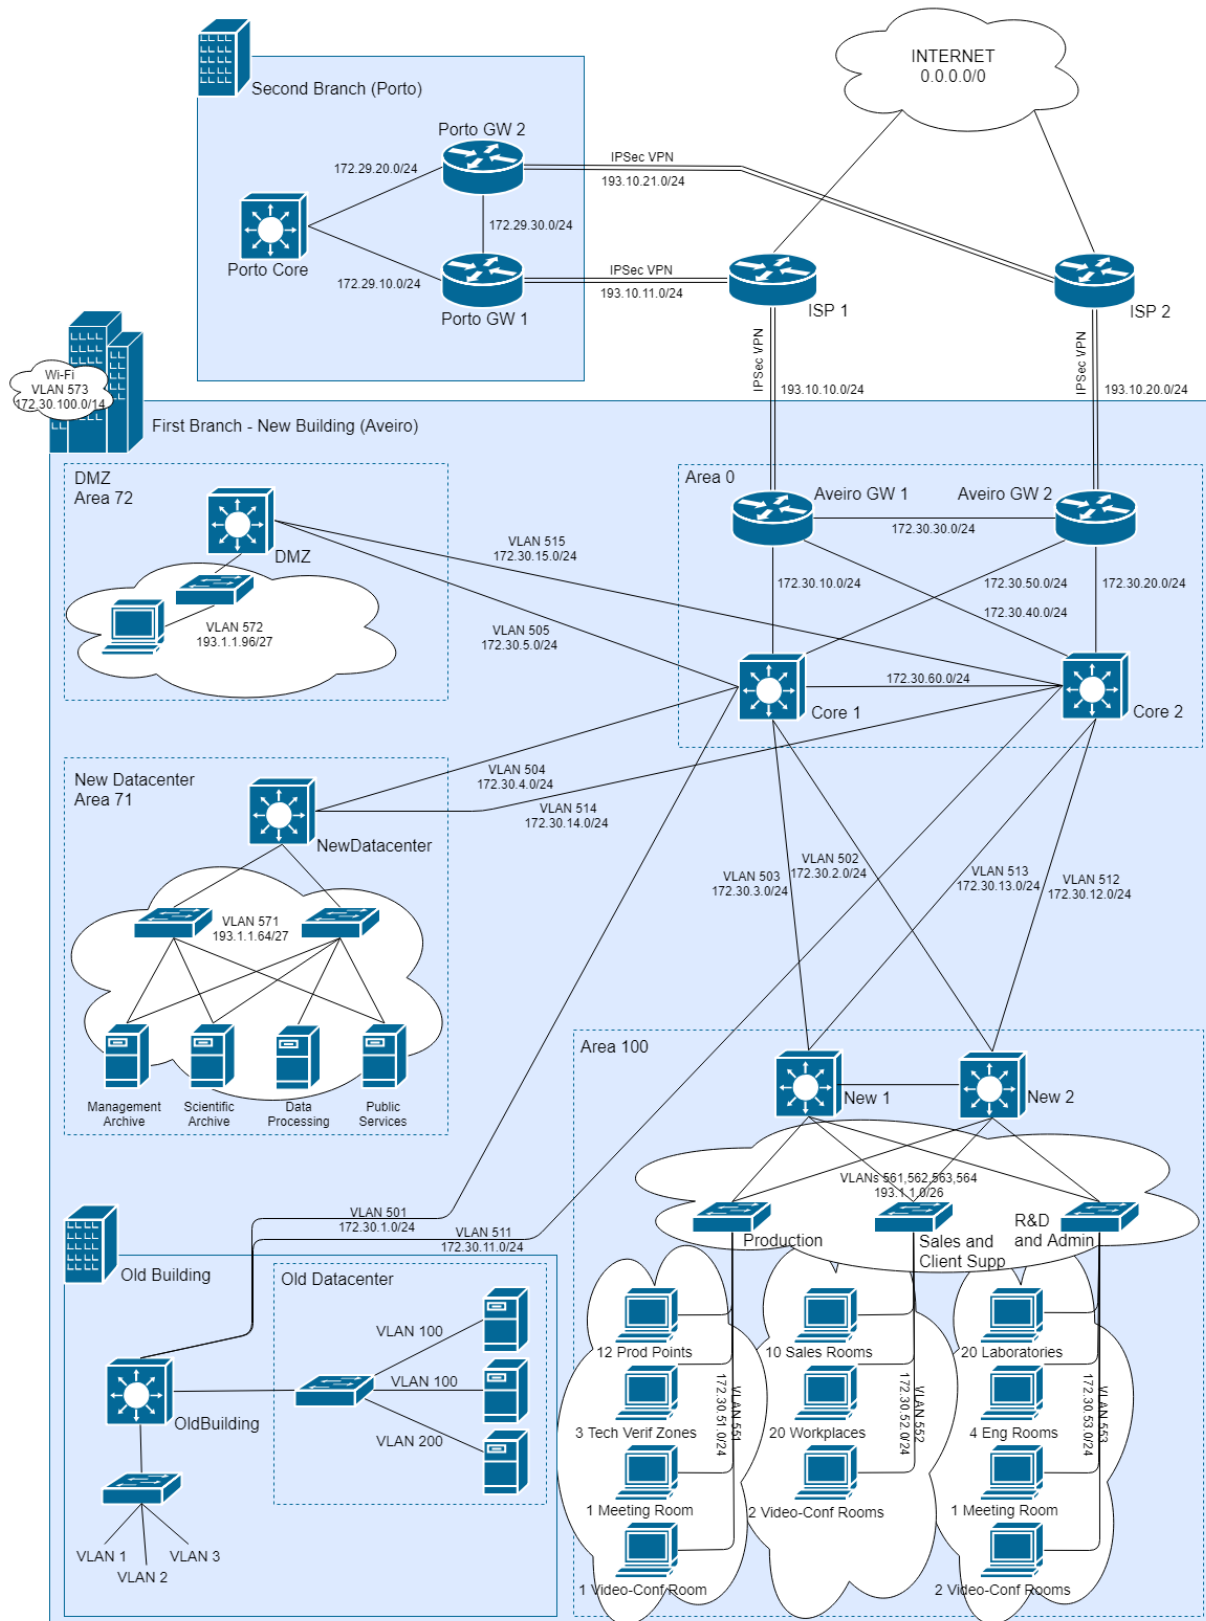 INTERNET
0.0.0.0/0
Second Branch (Porto)
Porto GW 2
IPSec VPN
193.10.21.0/24
172.29.20.0/24
172.29.30.0/24
Porto Core
172.29.10.0/24
Porto GW 1
IPSec VPN
193.10.11.0/24
ISP 1
ISP 2
IPSec VPN
193.10.10.0/24
IPSec VPN
193.10.20.0/24
Wi-Fi
VLAN 573
172.30.100.0/14
First Branch - New Building (Aveiro)
DMZ
Area 72
DMZ
VLAN 572
193.1.1.96/27
VLAN 515
172.30.15.0/24
VLAN 505
172.30.5.0/24
Area 0
Aveiro GW 1
Aveiro GW 2
172.30.30.0/24
172.30.10.0/24
172.30.50.0/24
172.30.20.0/24
172.30.40.0/24
172.30.60.0/24
Core 1
Core 2
New Datacenter
Area 71
VLAN 504
172.30.4.0/24
VLAN 514
172.30.14.0/24
NewDatacenter
VLAN 571
193.1.1.64/27
Management
Archive
Scientific
Archive
Data
Processing
Public
Services
VLAN 503
172.30.3.0/24
VLAN 502
172.30.2.0/24
VLAN 513
172.30.13.0/24
VLAN 512
172.30.12.0/24
Area 100
New 1
New 2
VLANs 561,562,563,564
193.1.1.0/26
Production
Sales and
Client Supp
R&D
and Admin
VLAN 501
172.30.1.0/24
VLAN 511
172.30.11.0/24
Old Building
Old Datacenter
VLAN 100
VLAN 100
VLAN 200
OldBuilding
VLAN 1
VLAN 2
VLAN 3
12 Prod Points
3 Tech Verif Zones
1 Meeting Room
1 Video-Conf Room
VLAN 551
172.30.51.0/24
10 Sales Rooms
20 Workplaces
2 Video-Conf Rooms
VLAN 552
172.30.52.0/24
20 Laboratories
4 Eng Rooms
1 Meeting Room
2 Video-Conf Rooms
VLAN 553
172.30.53.0/24